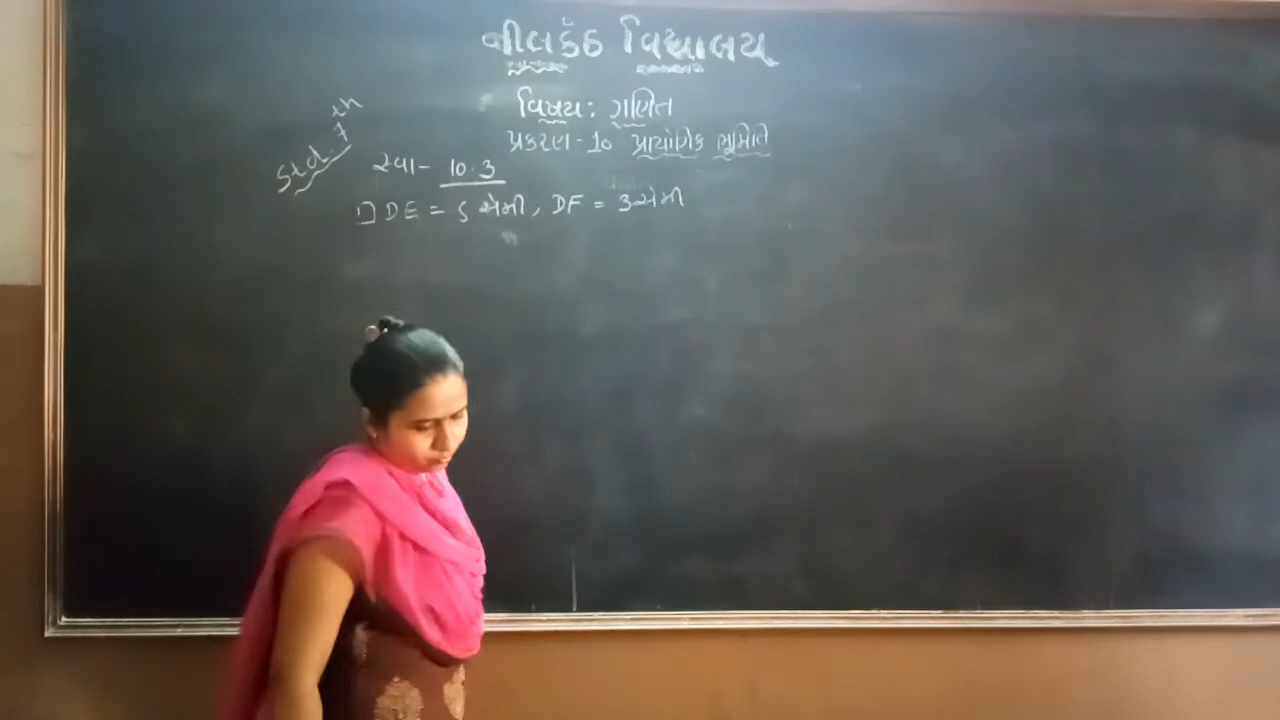 નીલકંઠ વિદ્યાલય
વિષય: ગણિત
પ્રકરણ-10 પ્રાયોગિક ભૂમિતિ
std. 7th
સ્વા- 10.3
1) DE = 5 સેમી, DF = 3 સેમી